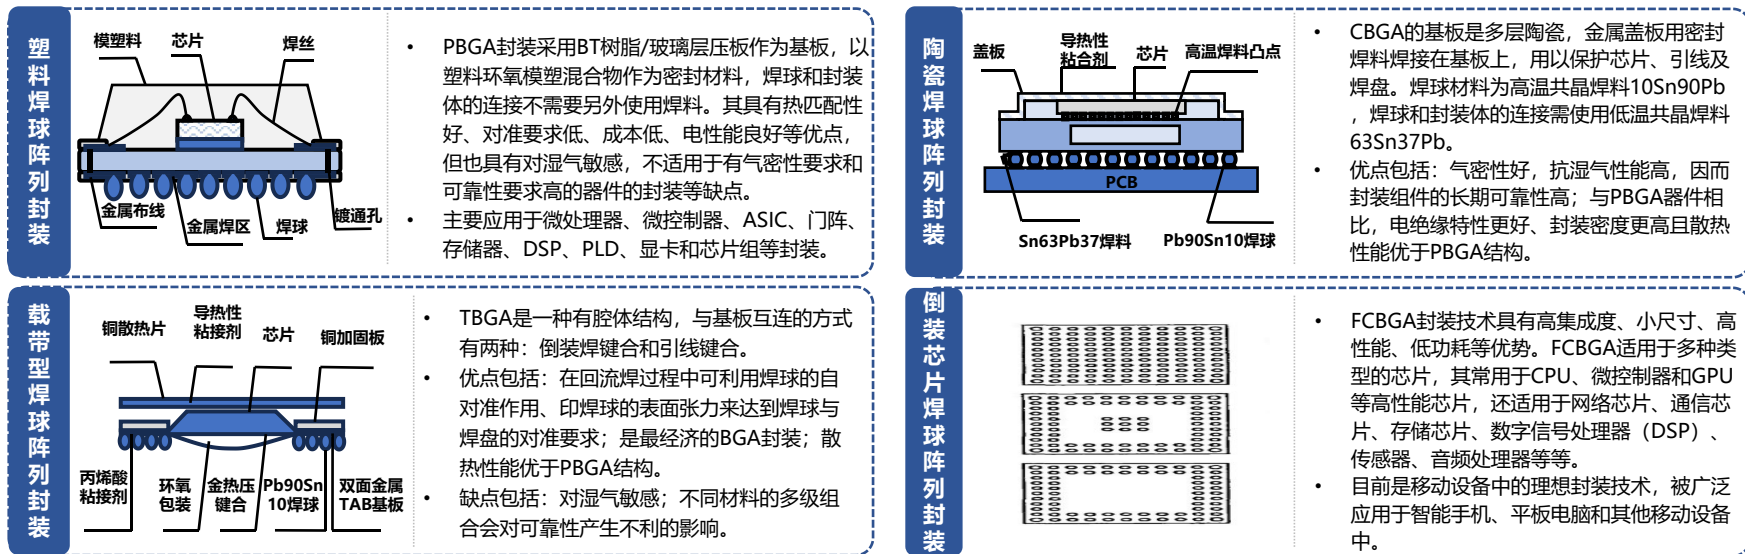 塑料焊球阵列封装
模塑料
芯片
焊丝
金属布线
金属焊区
焊球
镀通孔
• PBGA封装采用BT树脂/玻璃层压板作为基板，以
塑料环氧模塑混合物作为密封材料，焊球和封装
体的连接不需要另外使用焊料。其具有热匹配性
好、对准要求低、成本低、电性能良好等优点，
但也具有对湿气敏感，不适用于有气密性要求和
可靠性要求高的器件的封装等缺点。
• 主要应用于微处理器、微控制器、ASIC、门阵、
存储器、DSP、PLD、显卡和芯片组等封装。
陶瓷焊球阵列封装
盖板
导热性
粘合剂
芯片
高温焊料凸点
PCB
Sn63Pb37焊料
Pb90Sn10焊球
• CBGA的基板是多层陶瓷，金属盖板用密封
焊料焊接在基板上，用以保护芯片、引线及
焊盘。焊球材料为高温共晶焊料10Sn90Pb
，焊球和封装体的连接需使用低温共晶焊料
63Sn37Pb。
• 优点包括：气密性好，抗湿气性能高，因而
封装组件的长期可靠性高；与PBGA器件相
比，电绝缘特性更好、封装密度更高且散热
性能优于PBGA结构。
载带型焊球阵列封装
铜散热片
导热性
粘接剂
芯片
铜加固板
丙烯酸
粘接剂
环氧
包装
金热压
键合
Pb90Sn
10焊球
双面金属
TAB基板
• TBGA是一种有腔体结构，与基板互连的方式
有两种：倒装焊键合和引线键合。
• 优点包括：在回流焊过程中可利用焊球的自
对准作用、印焊球的表面张力来达到焊球与
焊盘的对准要求；是最经济的BGA封装；散
热性能优于PBGA结构。
• 缺点包括：对湿气敏感；不同材料的多级组
合会对可靠性产生不利的影响。
倒装芯片焊球阵列封装
• FCBGA封装技术具有高集成度、小尺寸、高
性能、低功耗等优势。FCBGA适用于多种类
型的芯片，其常用于CPU、微控制器和GPU
等高性能芯片，还适用于网络芯片、通信芯
片、存储芯片、数字信号处理器（DSP）、
传感器、音频处理器等等。
• 目前是移动设备中的理想封装技术，被广泛
应用于智能手机、平板电脑和其他移动设备
中。